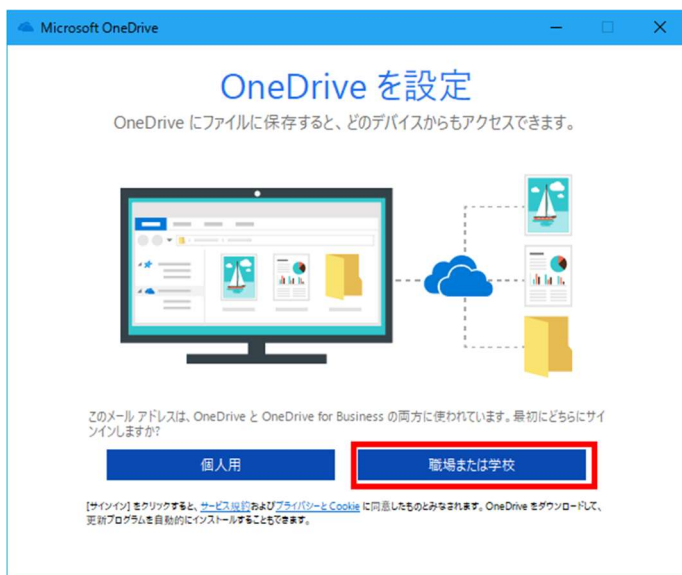 Microsoft OneDrive
OneDrive を設定
OneDrive にファイルに保存すると、どのデバイスからもアクセスできます。
このメール アドレスは、OneDrive と OneDrive for Business の両方に使われています。最初にどちらにサイ
ンインしますか?
個人用
職場または学校
[サインイン] をクリックすると、サービス規約およびプライバシーと Cookie に同意したものとみなされます。OneDrive をダウンロードして、
更新プログラムを自動的にインストールすることもできます。